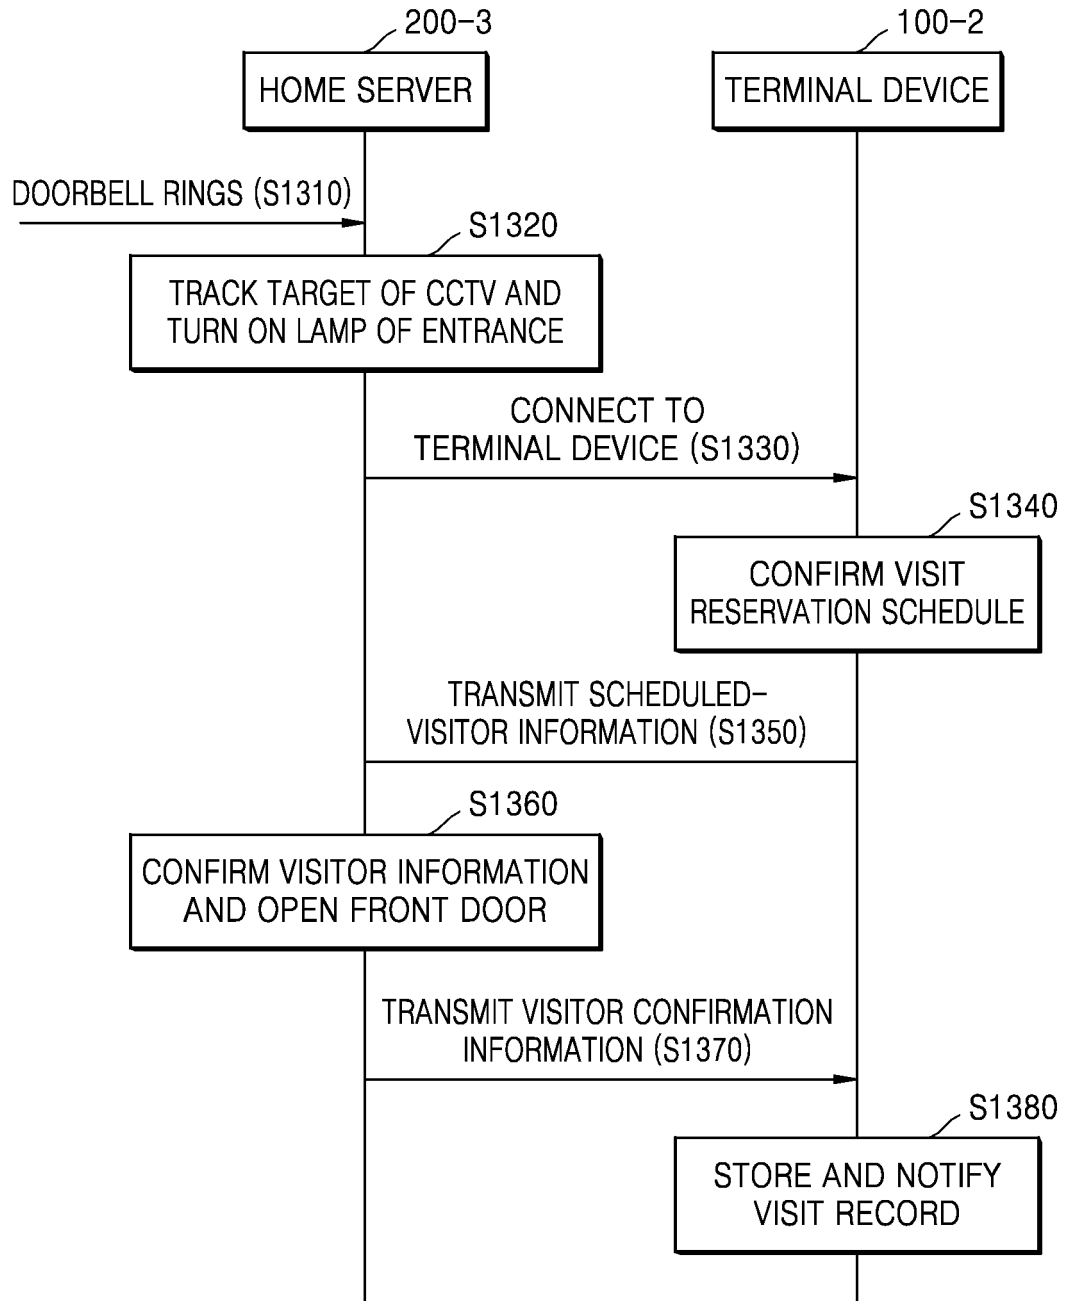 200-3
100-2
HOME SERVER
TERMINAL DEVICE
DOORBELL RINGS (S1310)
S1320
TRACK TARGET OF CCTV AND
TURN ON LAMP OF ENTRANCE
CONNECT TO
TERMINAL DEVICE (S1330)
S1340
CONFIRM VISIT
RESERVATION SCHEDULE
TRANSMIT SCHEDULED-
VISITOR INFORMATION (S1350)
S1360
CONFIRM VISITOR INFORMATION
AND OPEN FRONT DOOR
TRANSMIT VISITOR CONFIRMATION
INFORMATION (S1370)
S1380
STORE AND NOTIFY
VISIT RECORD